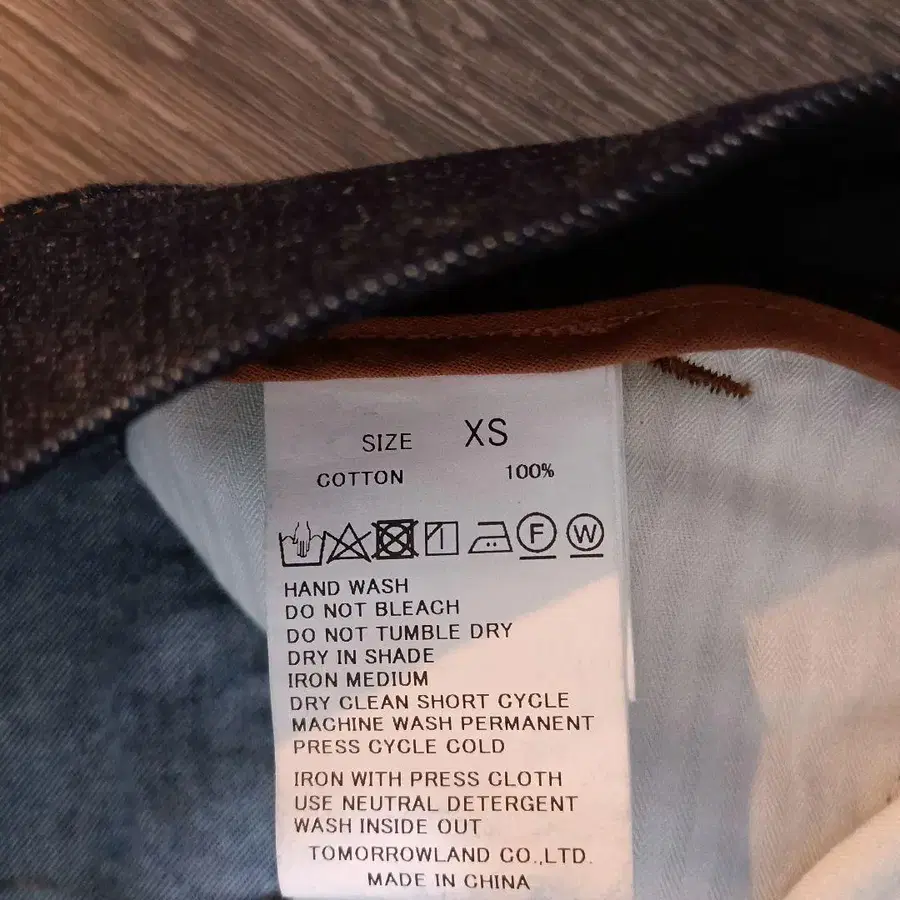 SIZE XS
COTTON 100%
F W
HAND WASH
DO NOT BLEACH
DO NOT TUMBLE DRY
DRY IN SHADE
IRON MEDIUM
DRY CLEAN SHORT CYCLE
MACHINE WASH PERMANENT
PRESS CYCLE COLD
IRON WITH PRESS CLOTH
USE NEUTRAL DETERGENT
WASH INSIDE OUT
TOMORROWLAND CO.,LTD.
MADE IN CHINA